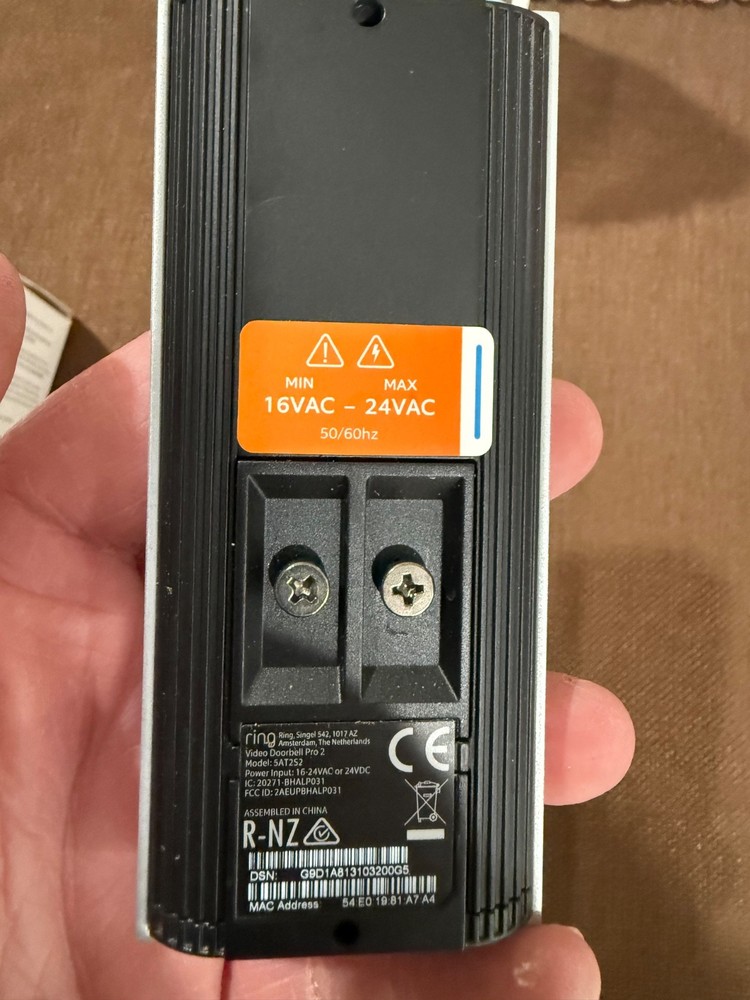 MIN MAX
16VAC – 24VAC
50/60hz
ring Ring, Singel 542, 1017 AZ
Amsterdam, The Netherlands
Video Doorbell Pro 2
Model: 5AT2S2
Power Input: 16-24VAC or 24VDC
IC: 20271-BHALP031
FCC ID: 2AEUPBHALP031
CE
ASSEMBLED IN CHINA
R-NZ
DSN: G9D1A813103200G5
MAC Address 54 E0 19 81 A7 A4